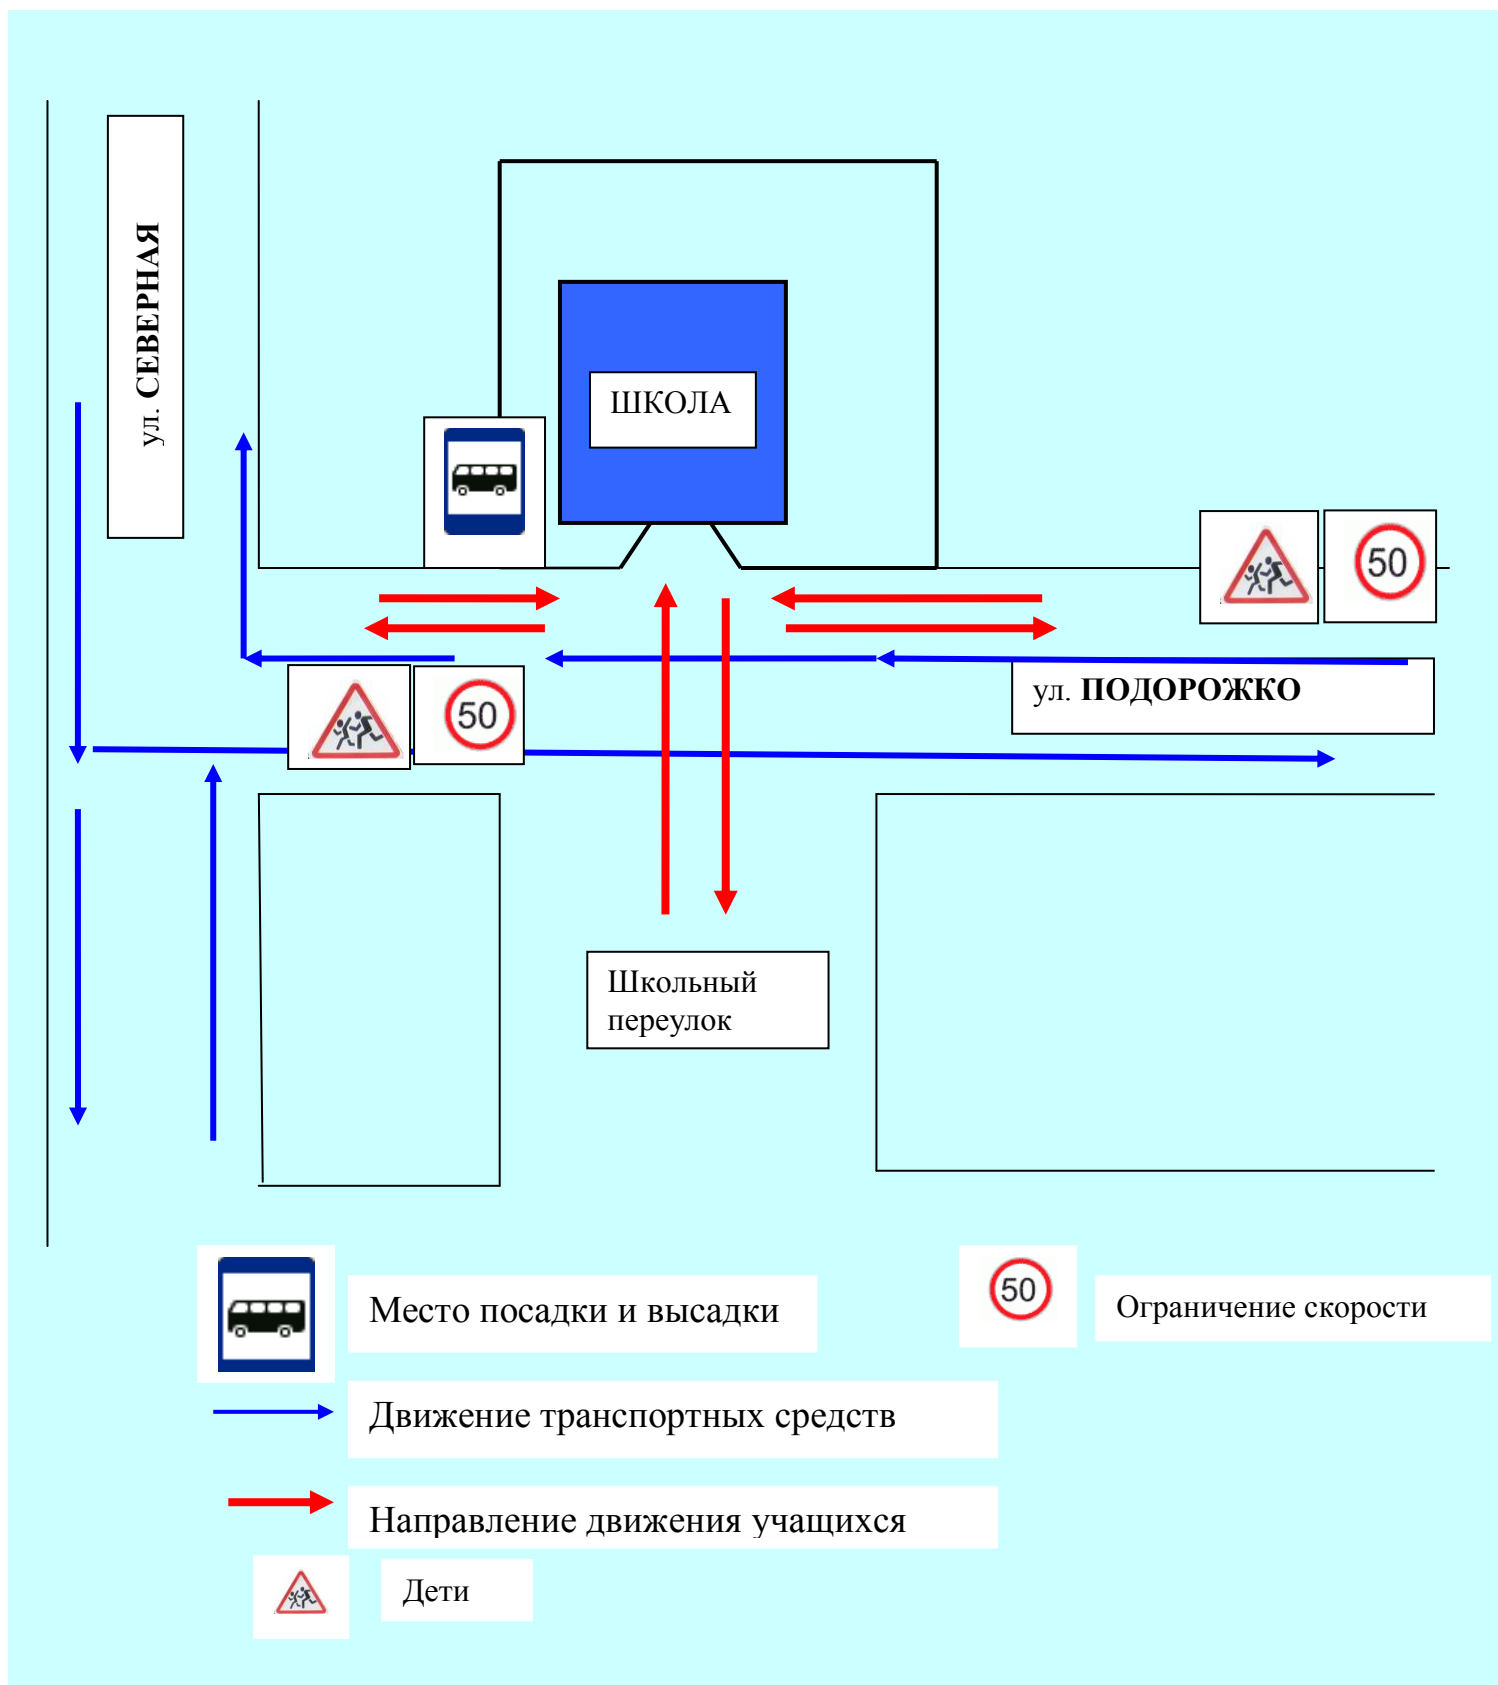 ул. СЕВЕРНАЯ
ШКОЛА
50
50
ул. ПОДОРОЖКО
Школьный
переулок
Место посадки и высадки
50
Ограничение скорости
Движение транспортных средств
Направление движения учащихся
Дети